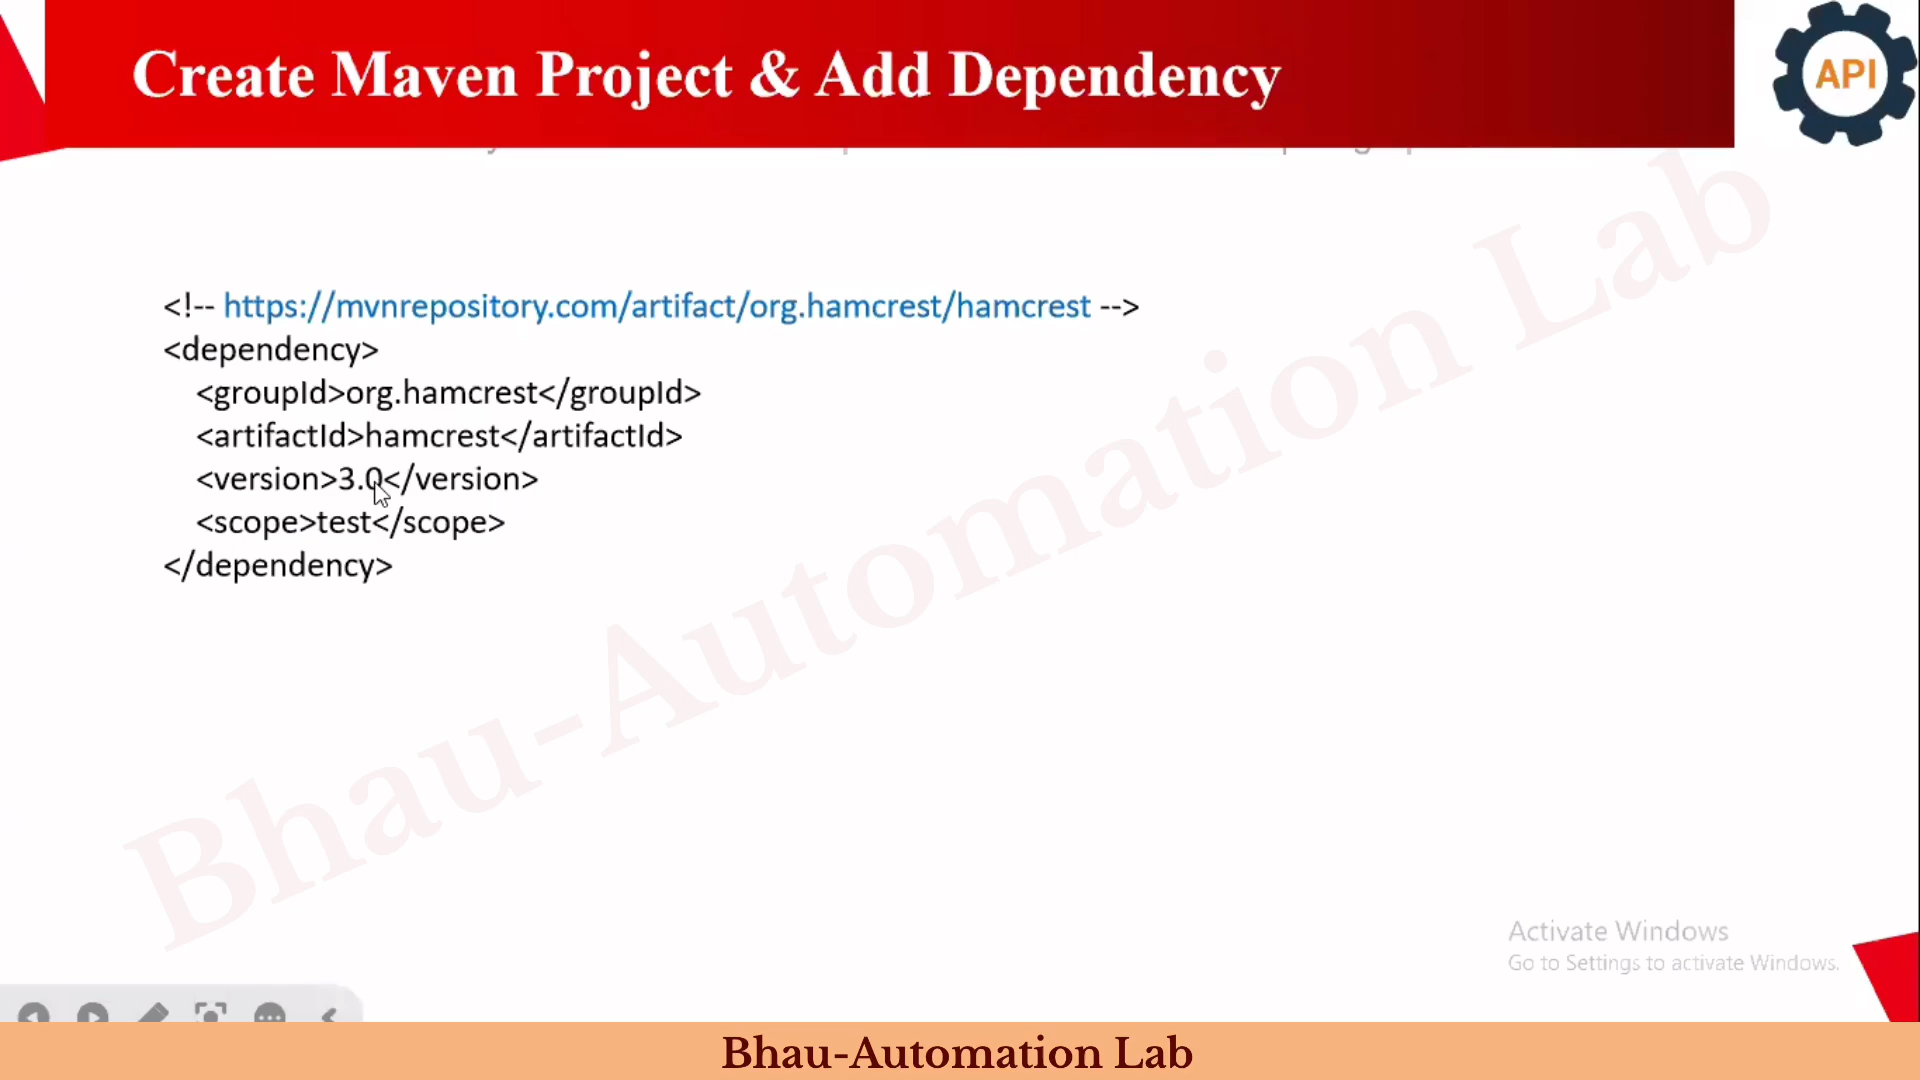 Create Maven Project & Add Dependency
API
<!-- https://mvnrepository.com/artifact/org.hamcrest/hamcrest -->
<dependency>
<groupId>org.hamcrest</groupId>
<artifactId>hamcrest</artifactId>
<version>3.0</version>
<scope>test</scope>
</dependency>
Bhau-Automation Lab
Activate Windows
Go to Settings to activate Windows.
Bhau-Automation Lab